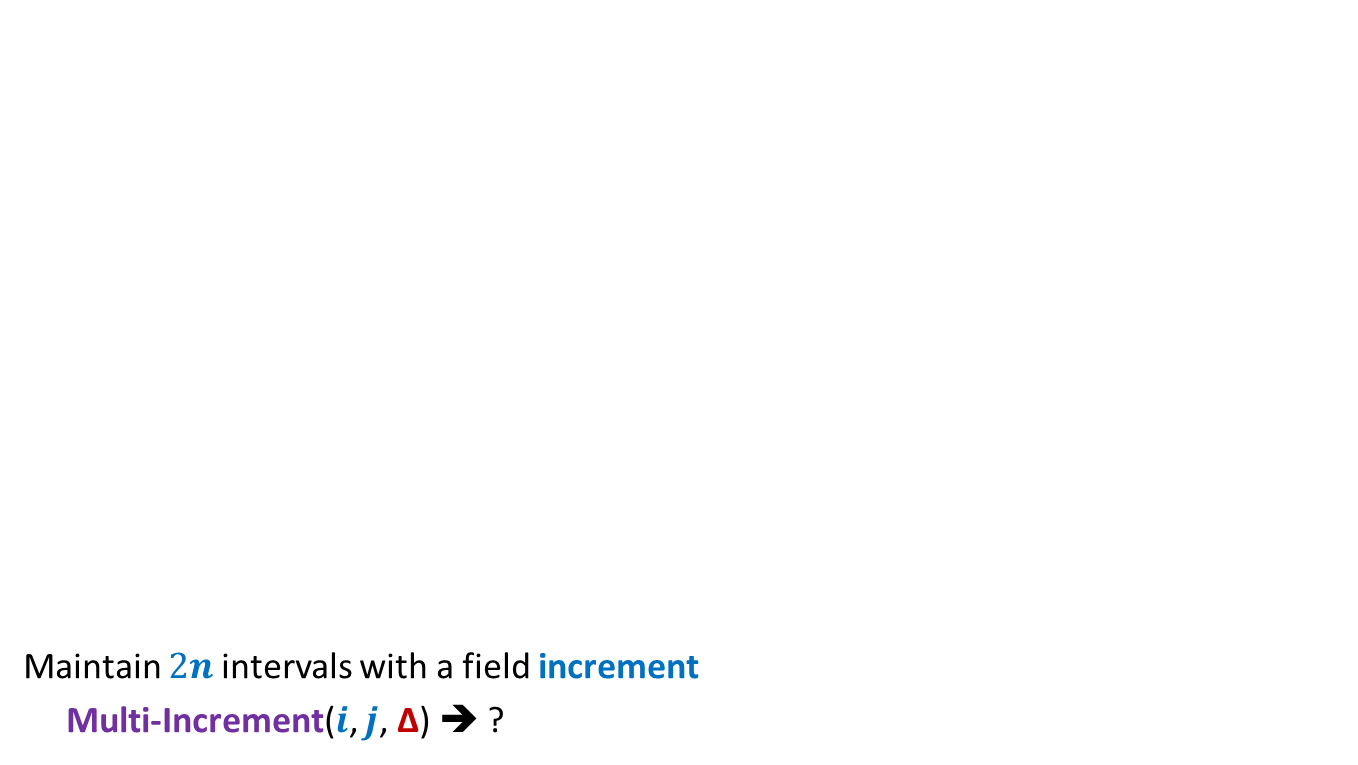 Maintain 2𝒏 intervals with a field increment
Multi-Increment(𝒊, 𝒋, Δ) ➔ ?